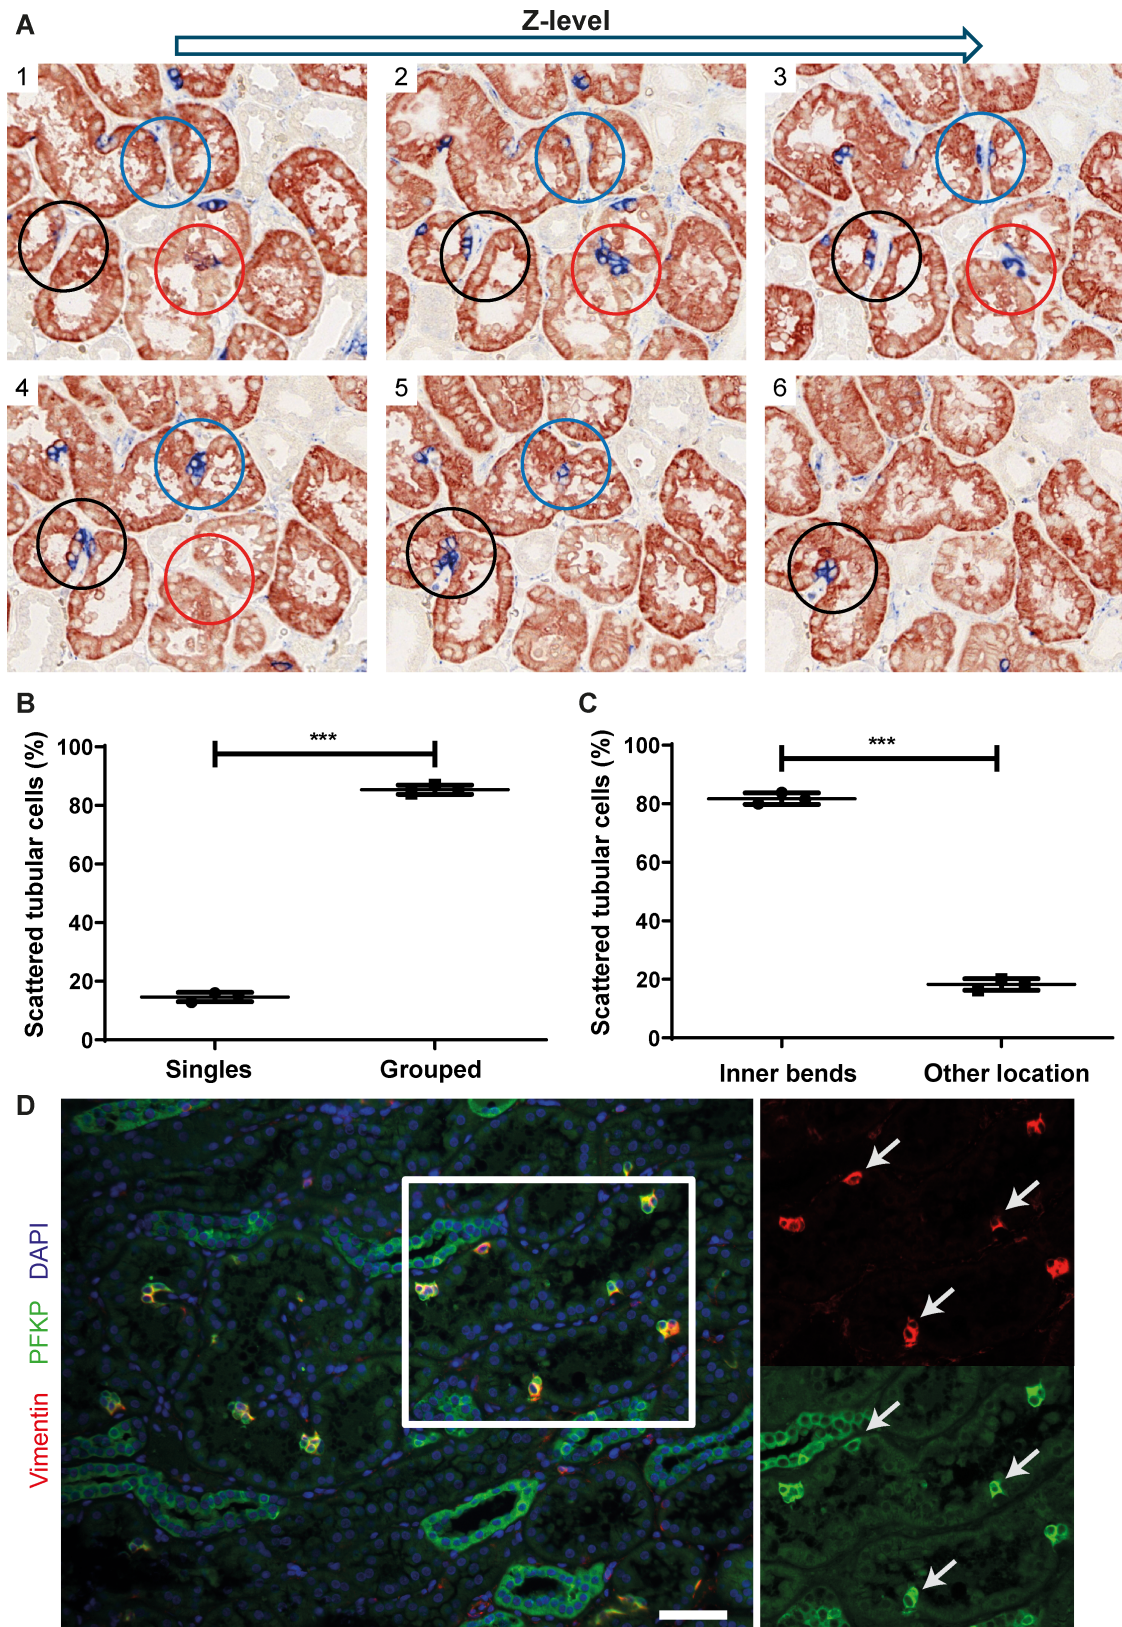 A
Z-level
1
2
3
4
5
6
B
C
Scattered tubular cells (%)
100
80
60
40
20
0
***
Singles
Grouped
Scattered tubular cells (%)
100
80
60
40
20
0
***
Inner bends
Other location
D
Vimentin PFKP DAPI